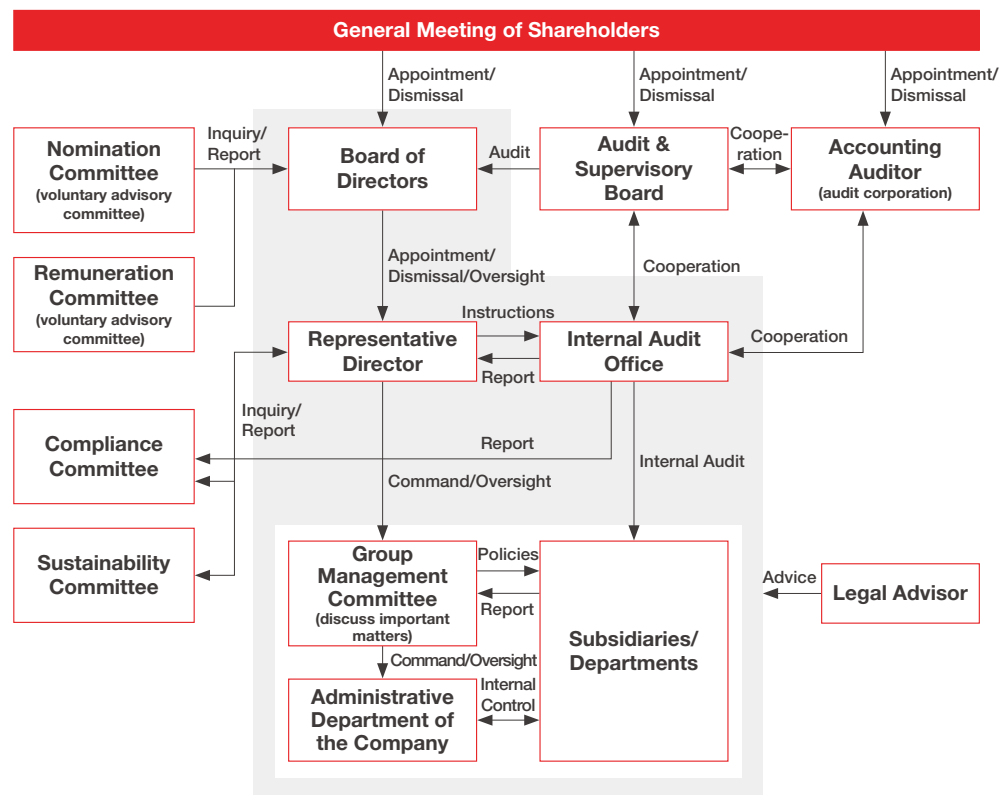 General Meeting of Shareholders
Appointment/
Dismissal
Appointment/
Dismissal
Appointment/
Dismissal
Nomination
Committee
(voluntary advisory
committee)
Inquiry/
Report
Board of
Directors
Audit
Audit &
Supervisory
Board
Coope-
ration
Accounting
Auditor
(audit corporation)
Remuneration
Committee
(voluntary advisory
committee)
Appointment/
Dismissal/Oversight
Cooperation
Representative
Director
Instructions
Report
Internal Audit
Office
Cooperation
Inquiry/
Report
Compliance
Committee
Report
Command/Oversight
Internal Audit
Sustainability
Committee
Group
Management
Committee
(discuss important
matters)
Policies
Report
Subsidiaries/
Departments
Advice
Legal Advisor
Command/Oversight
Administrative
Department of
the Company
Internal
Control